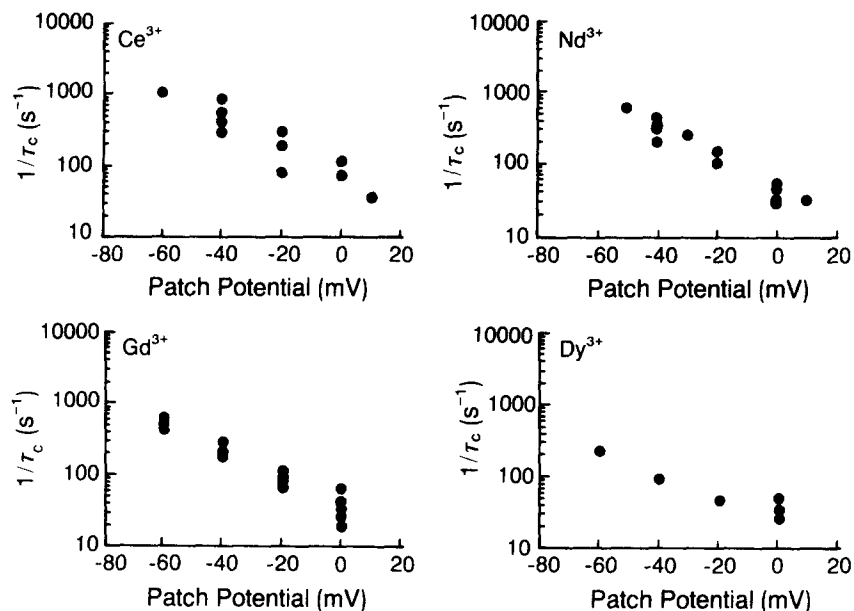 Ce³⁺
1/τc (s⁻¹)
10000
1000
100
10
-80 -60 -40 -20 0 20
Patch Potential (mV)
Nd³⁺
1/τc (s⁻¹)
10000
1000
100
10
-80 -60 -40 -20 0 20
Patch Potential (mV)
Gd³⁺
1/τc (s⁻¹)
10000
1000
100
10
-80 -60 -40 -20 0 20
Patch Potential (mV)
Dy³⁺
1/τc (s⁻¹)
10000
1000
100
10
-80 -60 -40 -20 0 20
Patch Potential (mV)